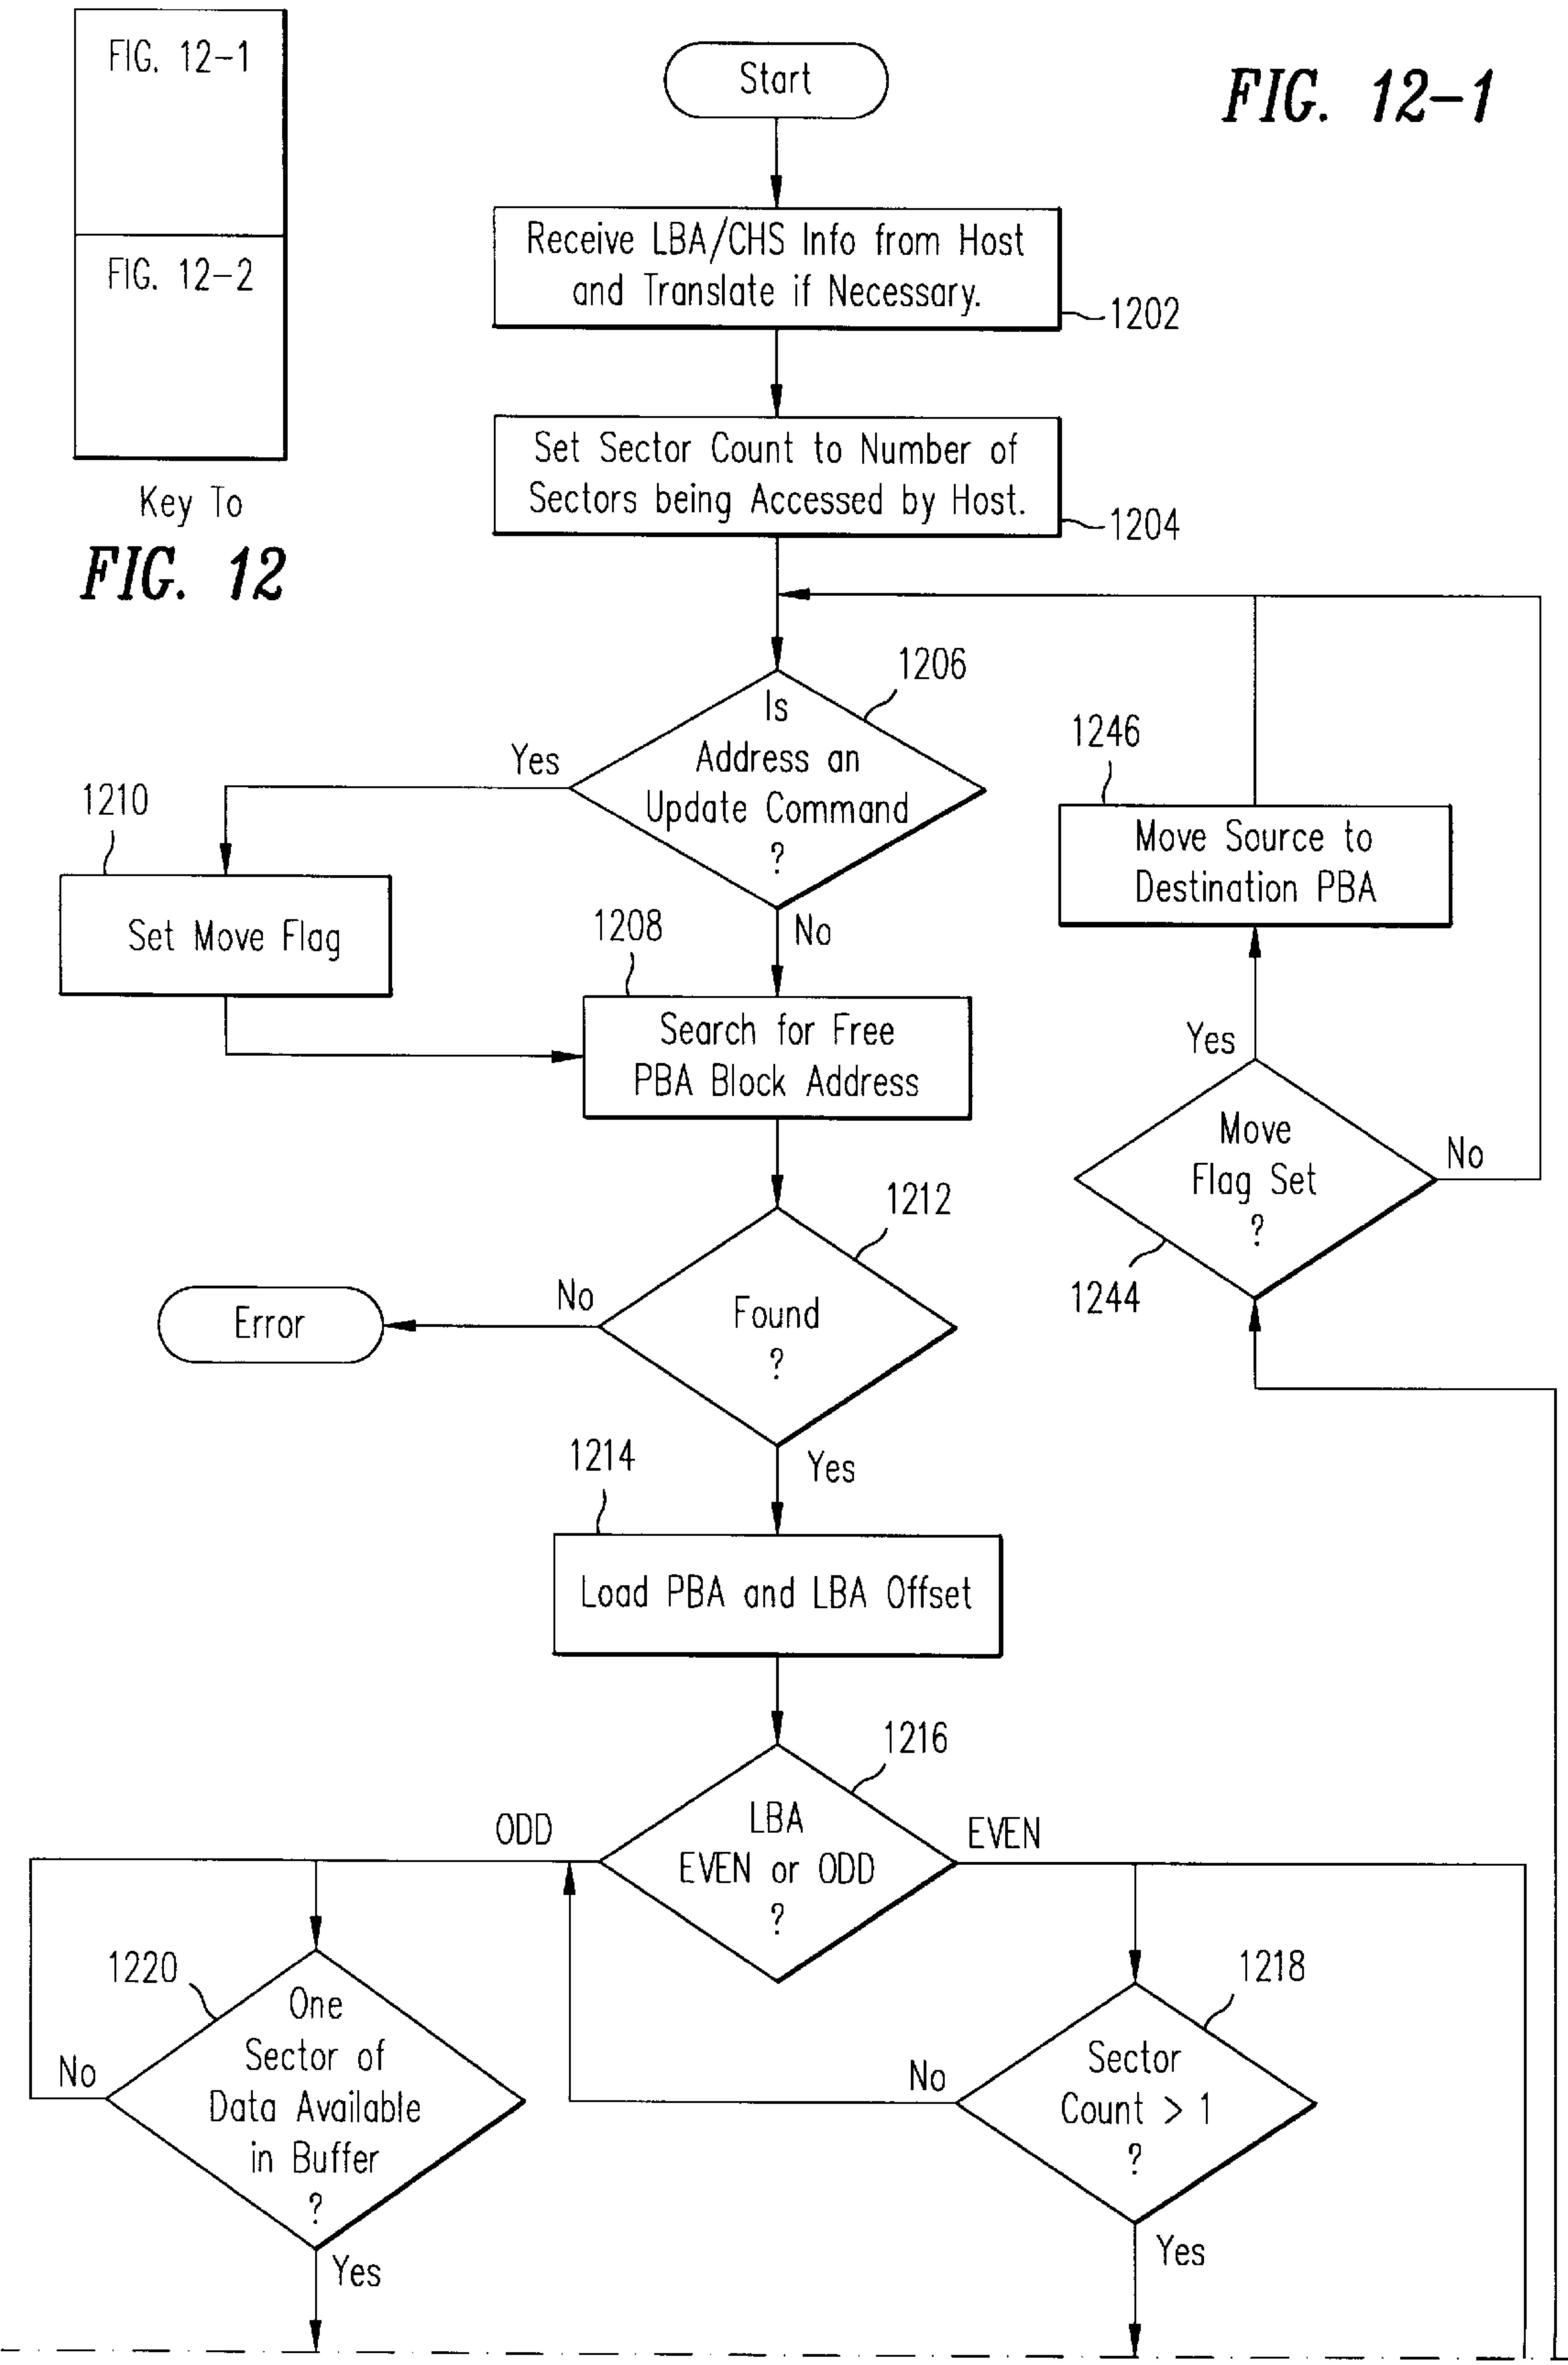 FIG. 12-1
FIG. 12-2
Key To
FIG. 12
FIG. 12-1
Start
Receive LBA/CHS Info from Host
and Translate if Necessary.
1202
Set Sector Count to Number of
Sectors being Accessed by Host.
1204
1206
Is
Address an
Update Command
?
Yes
No
1210
Set Move Flag
1208
Search for Free
PBA Block Address
1246
Move Source to
Destination PBA
Yes
Move
Flag Set
?
No
1244
1212
Found
?
No
Error
Yes
1214
Load PBA and LBA Offset
1216
LBA
EVEN or ODD
?
ODD
EVEN
1220
One
Sector of
Data Available
in Buffer
?
No
Yes
1218
Sector
Count > 1
?
No
Yes